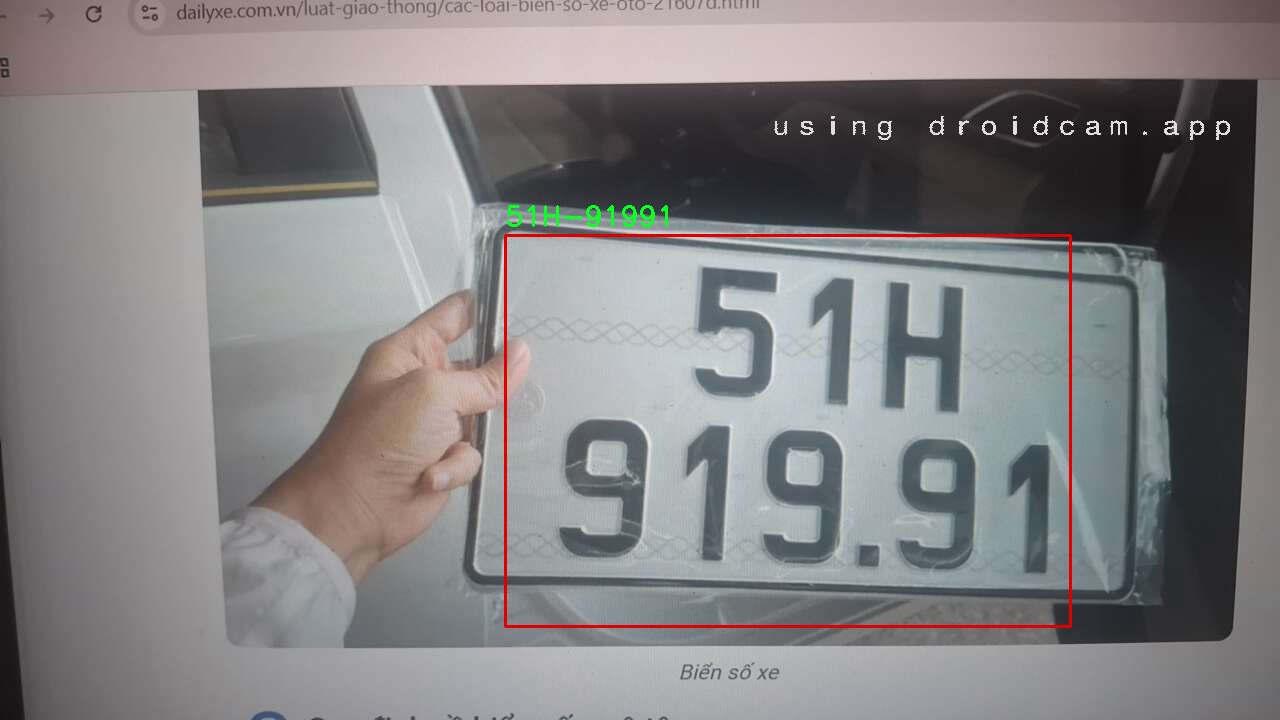 dailyxe.com.vn/luat-giao-thong/cac-loai-bien-so-xe-oto-21607d.html
using droidcam.app
51H-91991
51H
919.91
Biển số xe